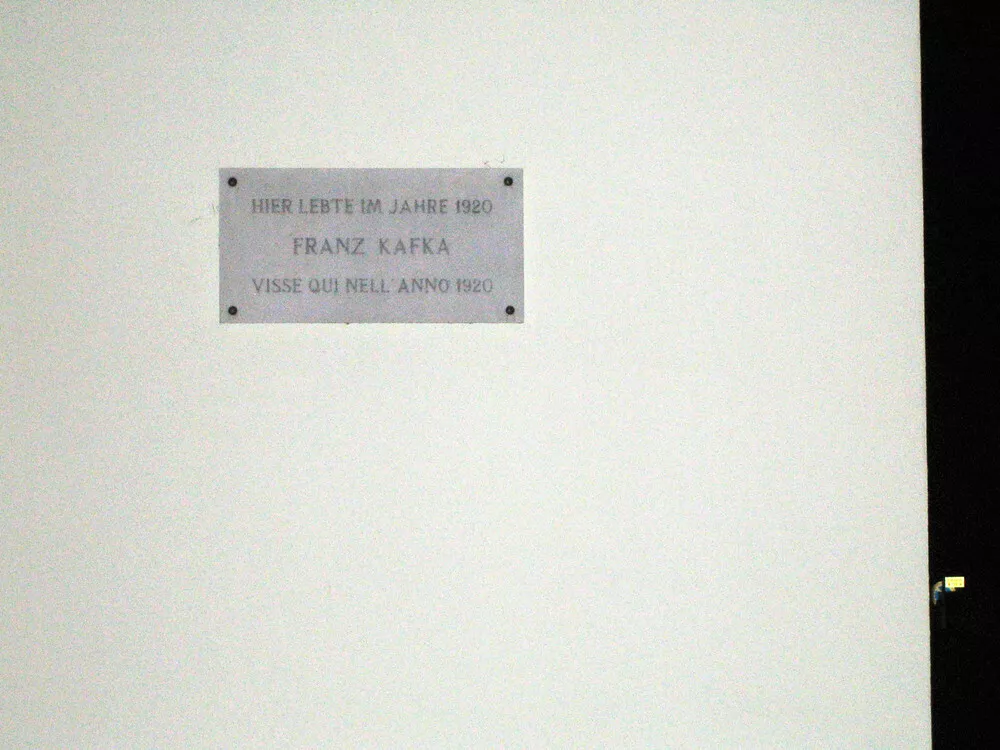 HIER LEBTE IM JAHRE 1920
FRANZ KAFKA
VISSE QUI NELL'ANNO 1920